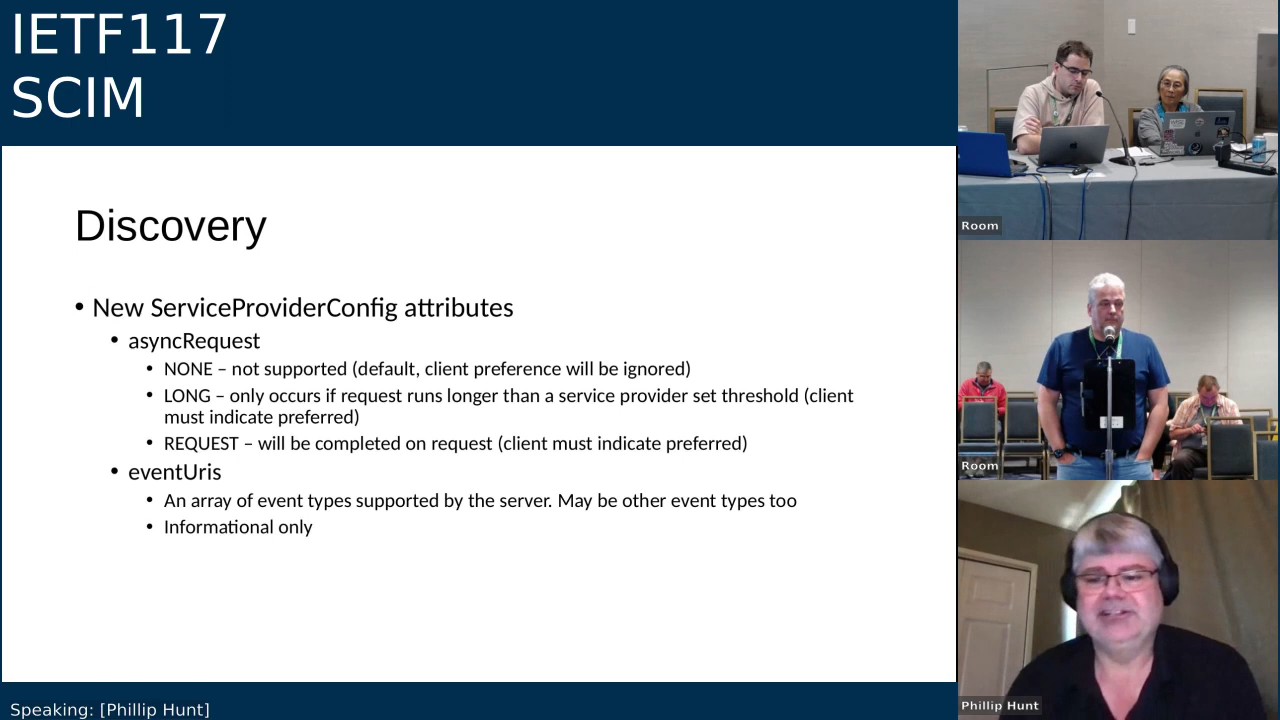 IETF117
SCIM
Discovery
• New ServiceProviderConfig attributes
• asyncRequest
• NONE – not supported (default, client preference will be ignored)
• LONG – only occurs if request runs longer than a service provider set threshold (client
must indicate preferred)
• REQUEST – will be completed on request (client must indicate preferred)
• eventUris
• An array of event types supported by the server. May be other event types too
• Informational only
Speaking: [Phillip Hunt]
Room
Room
Phillip Hunt